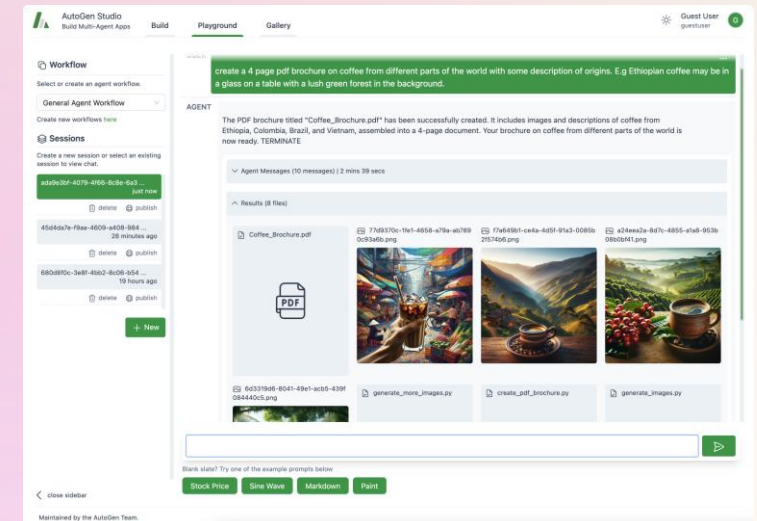 AutoGen Studio
Build Multi-Agent Apps
Build
Playground
Gallery
Guest User
guestuser
G
Workflow
Select or create an agent workflow.
General Agent Workflow
Create new workflows here
Sessions
Create a new session or select an existing
session to view chat.
ada9e3bf-4079-4f66-8c8e-6a3 ...
just now
delete publish
45d4da7e-f9aa-4609-a408-984 ...
26 minutes ago
delete publish
680d6f0c-3e8f-4bb2-8c06-b54 ...
19 hours ago
delete publish
+ New
close sidebar
create a 4 page pdf brochure on coffee from different parts of the world with some description of origins. E.g Ethiopian coffee may be in
a glass on a table with a lush green forest in the background.
AGENT
The PDF brochure titled "Coffee_Brochure.pdf" has been successfully created. It includes images and descriptions of coffee from
Ethiopia, Colombia, Brazil, and Vietnam, assembled into a 4-page document. Your brochure on coffee from different parts of the world is
now ready. TERMINATE
Agent Messages (10 messages) | 2 mins 39 secs
Results (8 files)
Coffee_Brochure.pdf
PDF
77d9370c-1fe1-4658-a79a-ab789
0c93a6b.png
f7a649b1-ce4a-4d5f-91a3-0085b
2f574b6.png
a24eea2a-8d7c-4855-a1a8-953b
08b0bf41.png
6d3319d6-8041-49e1-acb5-439f
084440c5.png
generate_more_images.py
create_pdf_brochure.py
generate_images.py
Blank slate? Try one of the example prompts below
Stock Price
Sine Wave
Markdown
Paint
Maintained by the AutoGen Team.